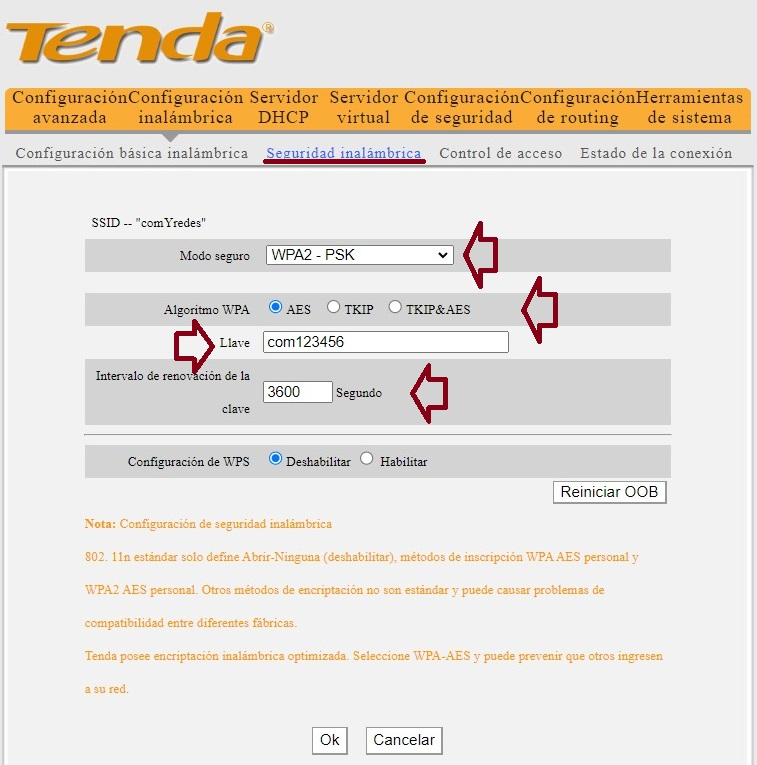 Tenda®
Configuración Configuración Servidor Servidor Configuración Configuración Herramientas
avanzada inalámbrica DHCP virtual de seguridad de routing de sistema
Configuración básica inalámbrica Seguridad inalámbrica Control de acceso Estado de la conexión
SSID -- "comYredes"
Modo seguro WPA2 - PSK
Algoritmo WPA AES TKIP TKIP&AES
Llave com123456
Intervalo de renovación de la
clave 3600 Segundo
Configuración de WPS Deshabilitar Habilitar
Reiniciar OOB
Nota: Configuración de seguridad inalámbrica
802. 11n estándar solo define Abrir-Ninguna (deshabilitar), métodos de inscripción WPA AES personal y
WPA2 AES personal. Otros métodos de encriptación no son estándar y puede causar problemas de
compatibilidad entre diferentes fábricas.
Tenda posee encriptación inalámbrica optimizada. Seleccione WPA-AES y puede prevenir que otros ingresen
a su red.
Ok Cancelar